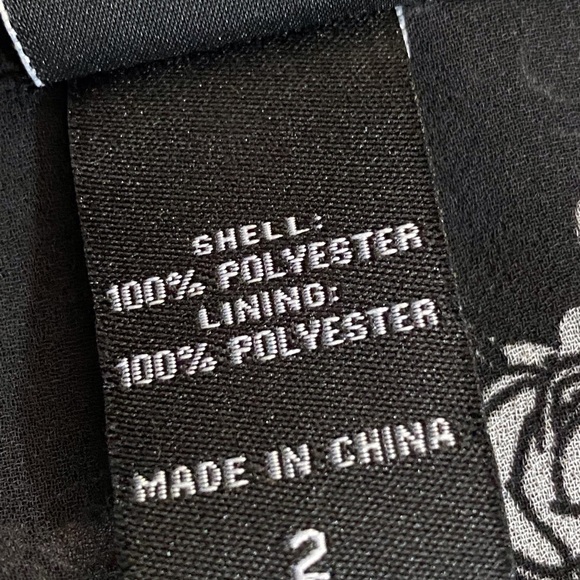 SHELL:
100% POLYESTER
LINING:
100% POLYESTER
MADE IN CHINA
2